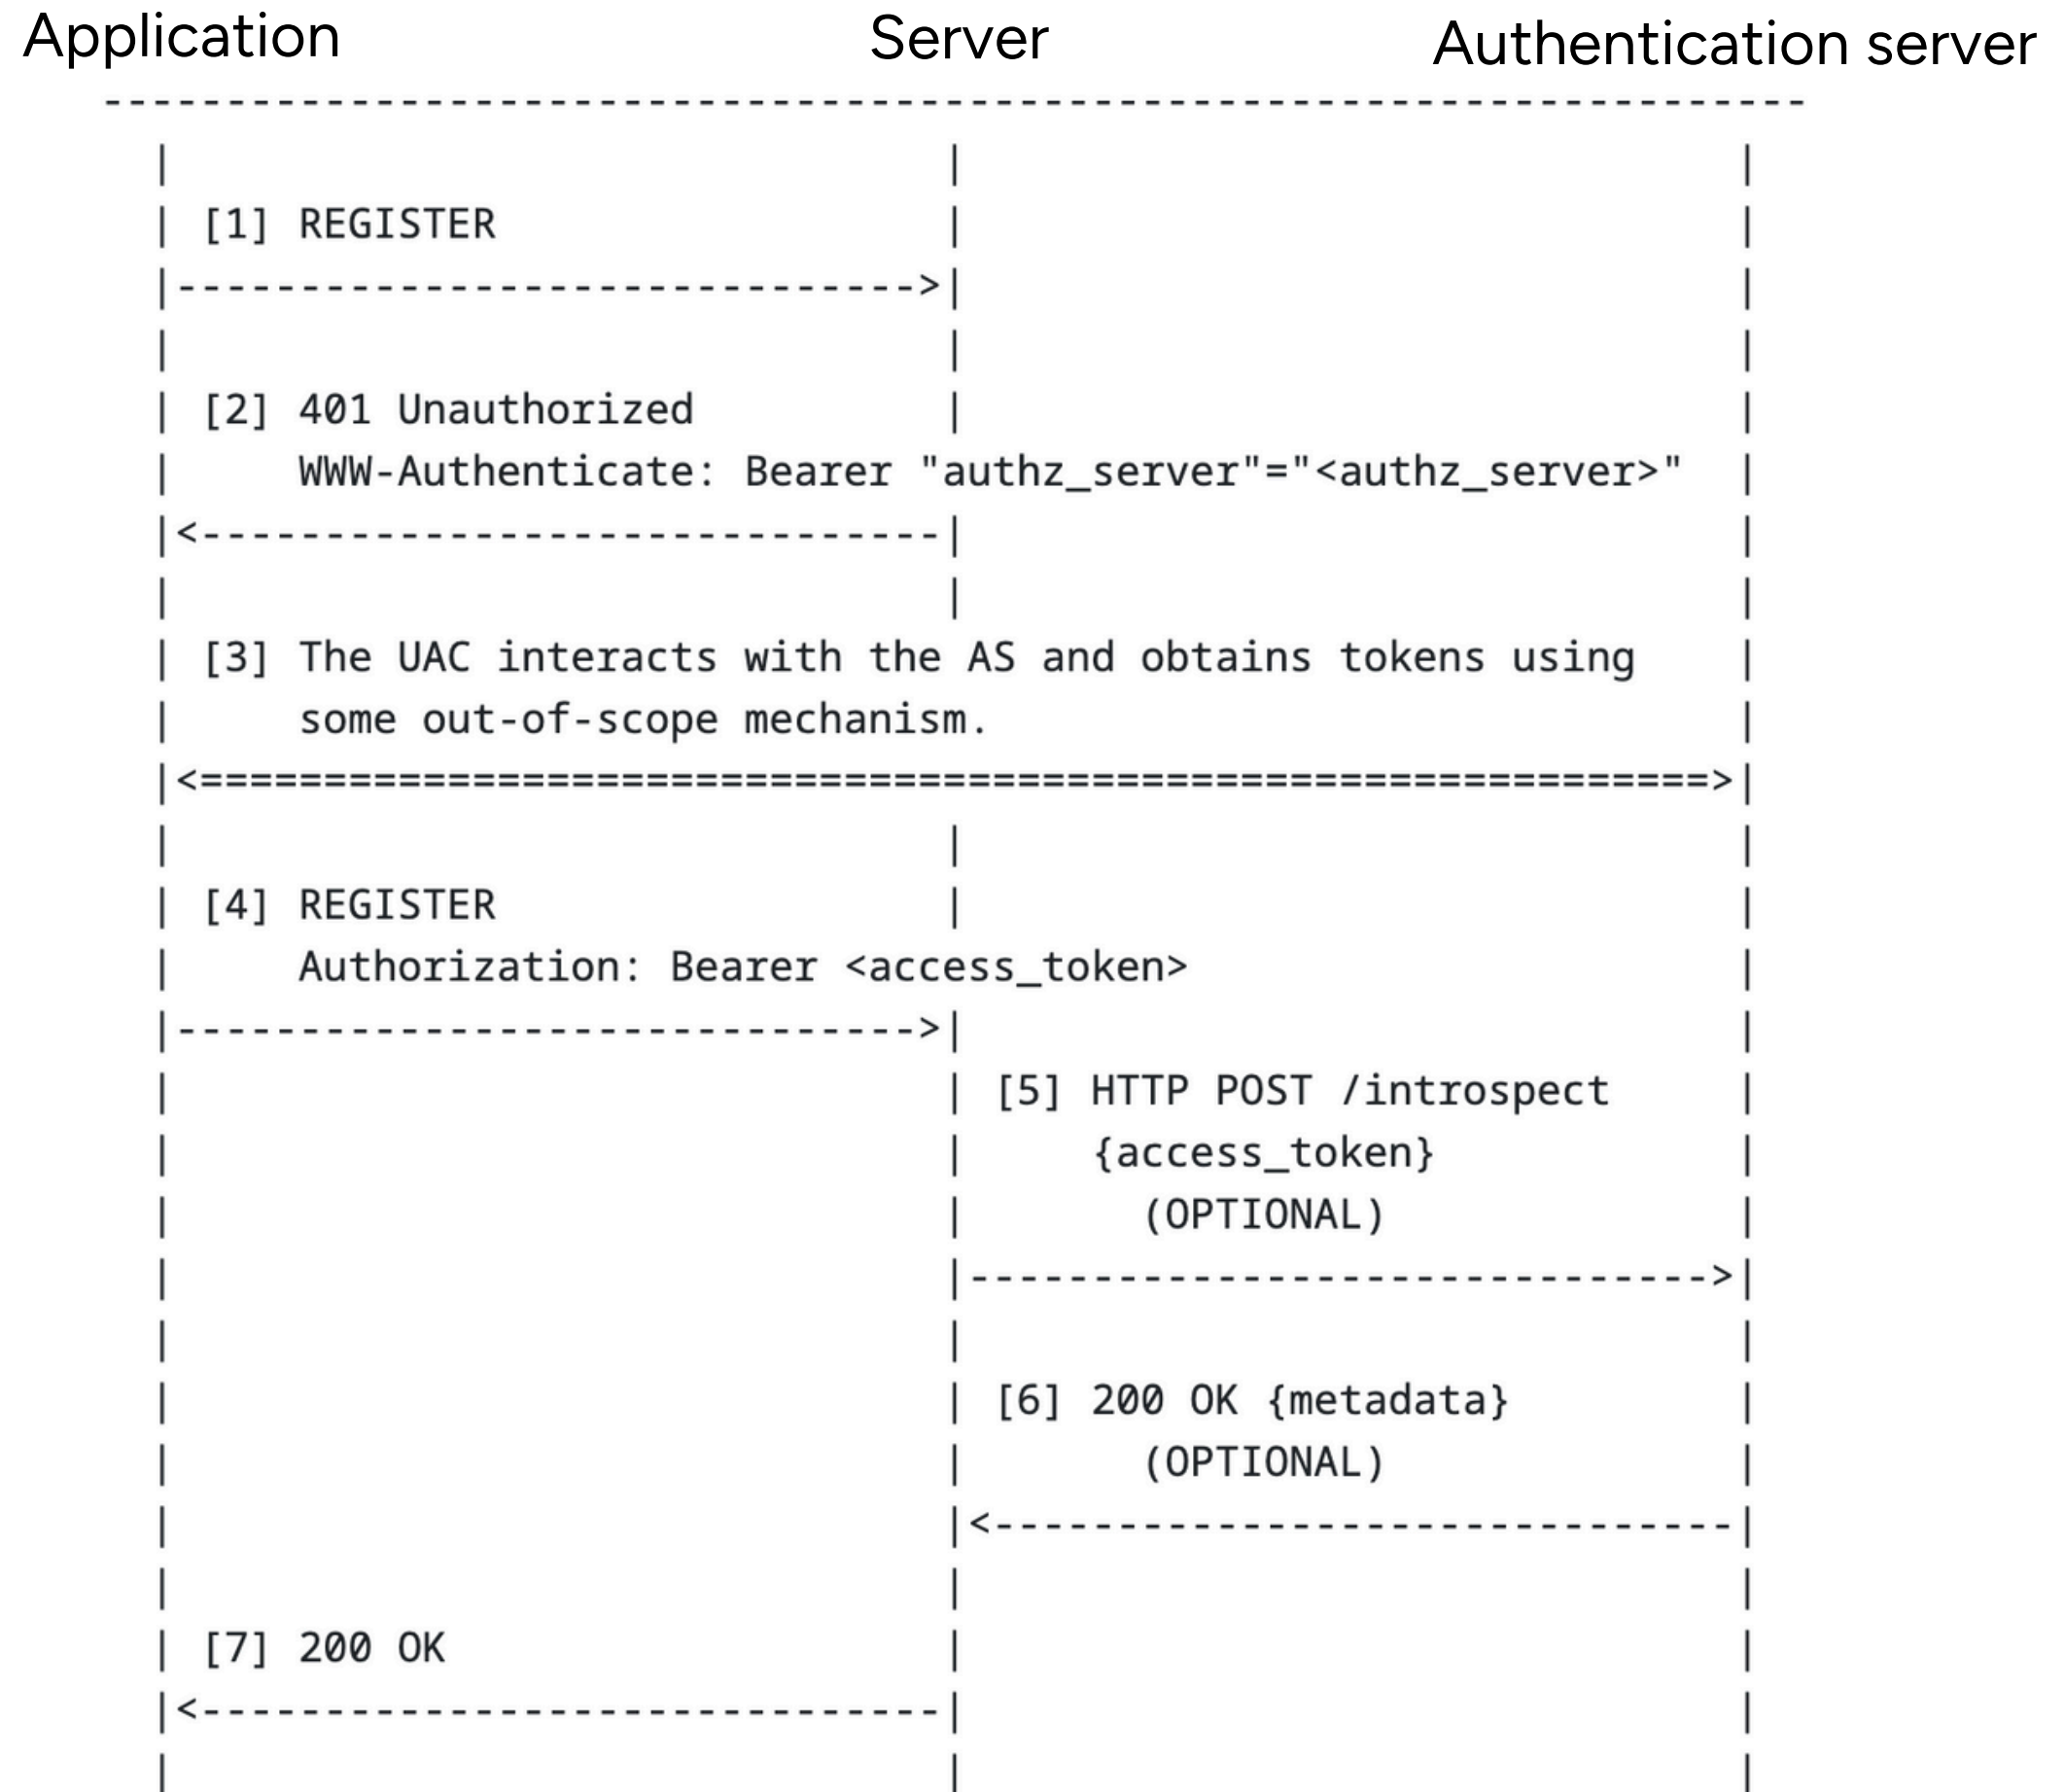 Application Server Authentication server
[1] REGISTER
[2] 401 Unauthorized
WWW-Authenticate: Bearer "authz_server"="<authz_server>"
[3] The UAC interacts with the AS and obtains tokens using
some out-of-scope mechanism.
[4] REGISTER
Authorization: Bearer <access_token>
[5] HTTP POST /introspect
{access_token}
(OPTIONAL)
[6] 200 OK {metadata}
(OPTIONAL)
[7] 200 OK